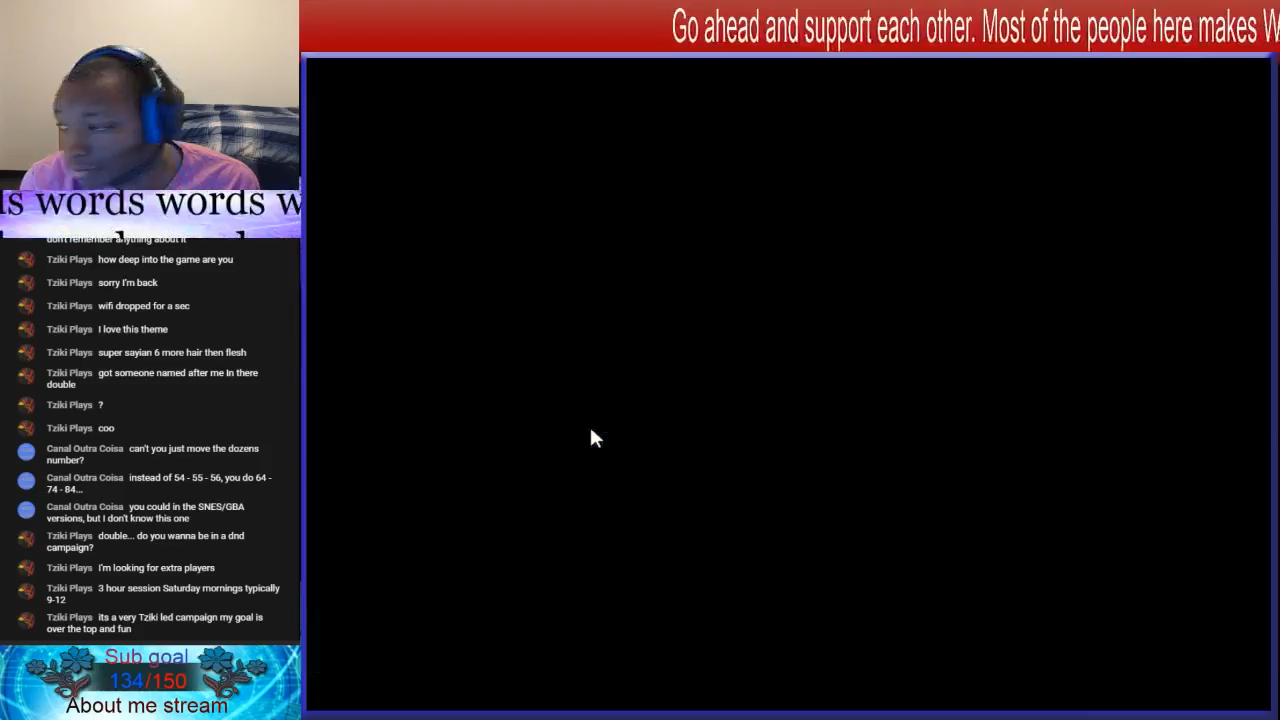 Go ahead and support each other. Most of the people here makes
words words
don't remember anything about it
Tziki Plays how deep into the game are you
Tziki Plays sorry I'm back
Tziki Plays wifi dropped for a sec
Tziki Plays I love this theme
Tziki Plays super sayian 6 more hair then flesh
Tziki Plays got someone named after me In there
double
Tziki Plays ?
Tziki Plays coo
Canal Outra Coisa can't you just move the dozens
number?
Canal Outra Coisa instead of 54 - 55 - 56, you do 64 -
74 - 84...
Canal Outra Coisa you could in the SNES/GBA
versions, but I don't know this one
Tziki Plays double... do you wanna be in a dnd
campaign?
Tziki Plays I'm looking for extra players
Tziki Plays 3 hour session Saturday mornings typically
9-12
Tziki Plays its a very Tziki led campaign my goal is
over the top and fun
Sub goal
134/150
About me stream